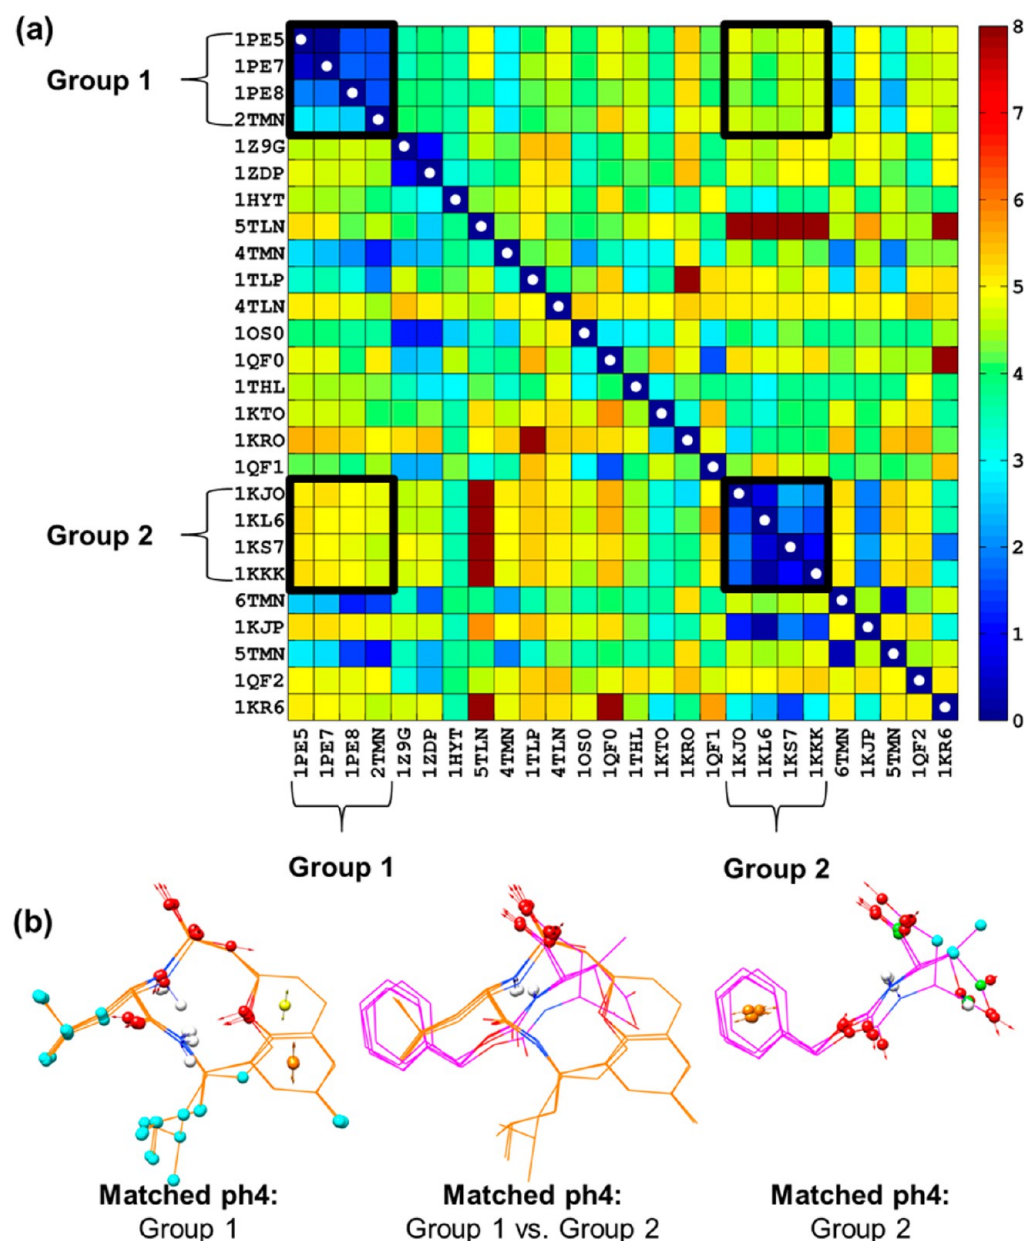 (a)
Group 1
1PE5
1PE7
1PE8
2TMN
1Z9G
1ZDP
1HYT
5TLN
4TMN
1TLP
4TLN
1OS0
1QF0
1THL
1KTO
1KRO
1QF1
Group 2
1KJO
1KL6
1KS7
1KKK
6TMN
1KJP
5TMN
1QF2
1KR6
8
7
6
5
4
3
2
1
0
1PE5 1PE7 1PE8 2TMN 1Z9G 1ZDP 1HYT 5TLN 4TMN 1TLP 4TLN 1OS0 1QF0 1THL 1KTO 1KRO 1QF1 1KJO 1KL6 1KS7 1KKK 6TMN 1KJP 5TMN 1QF2 1KR6
Group 1 Group 2
(b)
Matched ph4: Matched ph4: Matched ph4:
Group 1 Group 1 vs. Group 2 Group 2